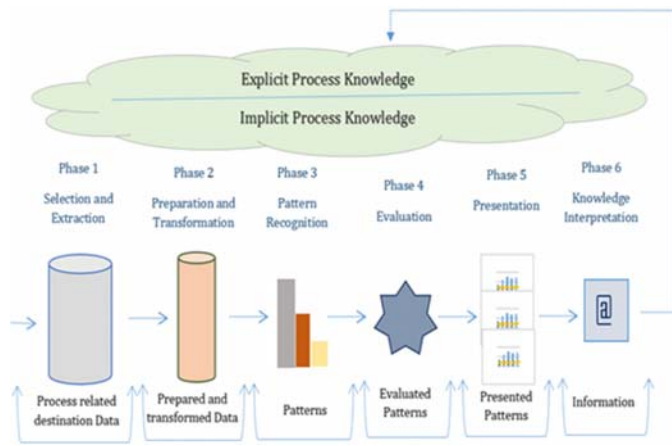 Explicit Process Knowledge
Implicit Process Knowledge
Phase 1
Selection and
Extraction
Phase 2
Preparation and
Transformation
Phase 3
Pattern
Recognition
Phase 4
Evaluation
Phase 5
Presentation
Phase 6
Knowledge
Interpretation
@
Process related
destination Data
Prepared and
transformed Data
Patterns
Evaluated
Patterns
Presented
Patterns
Information